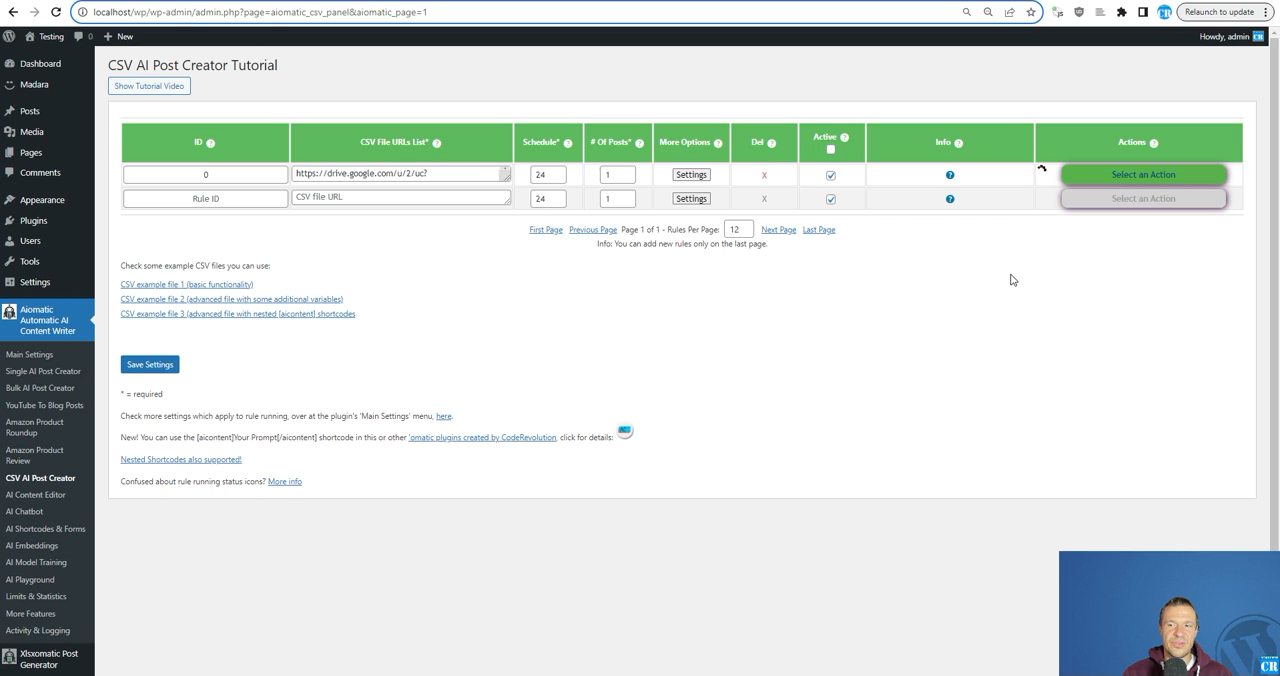 localhost/wp/wp-admin/admin.php?page=aiomatic_csv_panel&aiomatic_page=1
Relaunch to update
Testing 0 New
Howdy, admin
Dashboard
Madara
Posts
Media
Pages
Comments
Appearance
Plugins
Users
Tools
Settings
Aiomatic
Automatic AI
Content Writer
Main Settings
Single AI Post Creator
Bulk AI Post Creator
YouTube To Blog Posts
Amazon Product
Roundup
Amazon Product
Review
CSV AI Post Creator
AI Content Editor
AI Chatbot
AI Shortcodes & Forms
AI Embeddings
AI Model Training
AI Playground
Limits & Statistics
More Features
Activity & Logging
Xlsxomatic Post
Generator
CSV AI Post Creator Tutorial
Show Tutorial Video
ID CSV File URLs List* Schedule* # Of Posts* More Options Del Active Info Actions
0 https://drive.google.com/u/2/uc? 24 1 Settings X Select an Action
Rule ID CSV file URL 24 1 Settings X Select an Action
First Page Previous Page Page 1 of 1 - Rules Per Page: 12 Next Page Last Page
Info: You can add new rules only on the last page.
Check some example CSV files you can use:
CSV example file 1 (basic functionality)
CSV example file 2 (advanced file with some additional variables)
CSV example file 3 (advanced file with nested [aicontent] shortcodes
Save Settings
* = required
Check more settings which apply to rule running, over at the plugin's 'Main Settings' menu, here.
New! You can use the [aicontent]Your Prompt[/aicontent] shortcode in this or other 'omatic plugins created by CodeRevolution, click for details:
Nested Shortcodes also supported!
Confused about rule running status icons? More info
CR